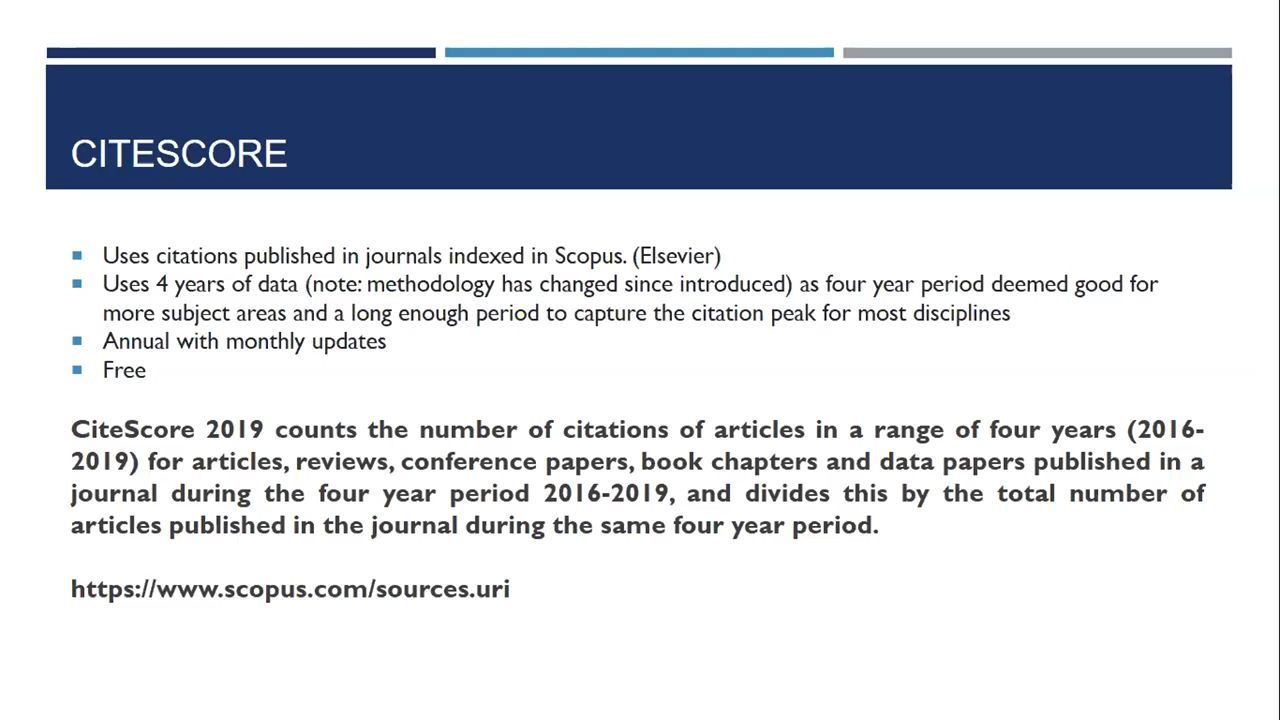 CITESCORE
Uses citations published in journals indexed in Scopus. (Elsevier)
Uses 4 years of data (note: methodology has changed since introduced) as four year period deemed good for
more subject areas and a long enough period to capture the citation peak for most disciplines
Annual with monthly updates
Free
CiteScore 2019 counts the number of citations of articles in a range of four years (2016-
2019) for articles, reviews, conference papers, book chapters and data papers published in a
journal during the four year period 2016-2019, and divides this by the total number of
articles published in the journal during the same four year period.
https://www.scopus.com/sources.uri